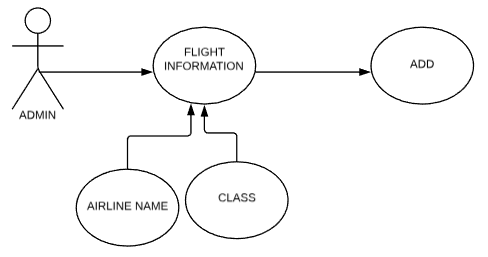 FLIGHT
INFORMATION
ADD
ADMIN
AIRLINE NAME
CLASS